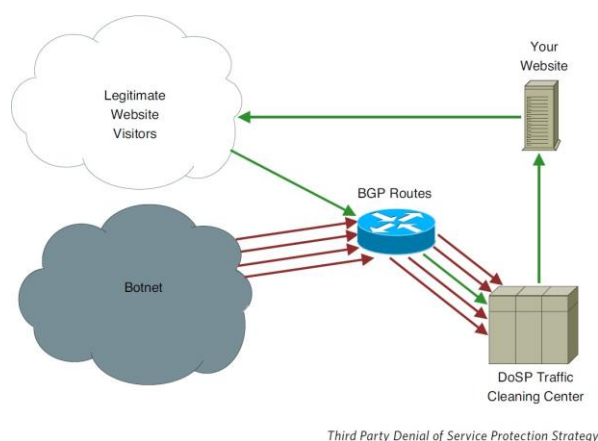 Your
Website
Legitimate
Website
Visitors
BGP Routes
Botnet
DoSP Traffic
Cleaning Center
Third Party Denial of Service Protection Strategy